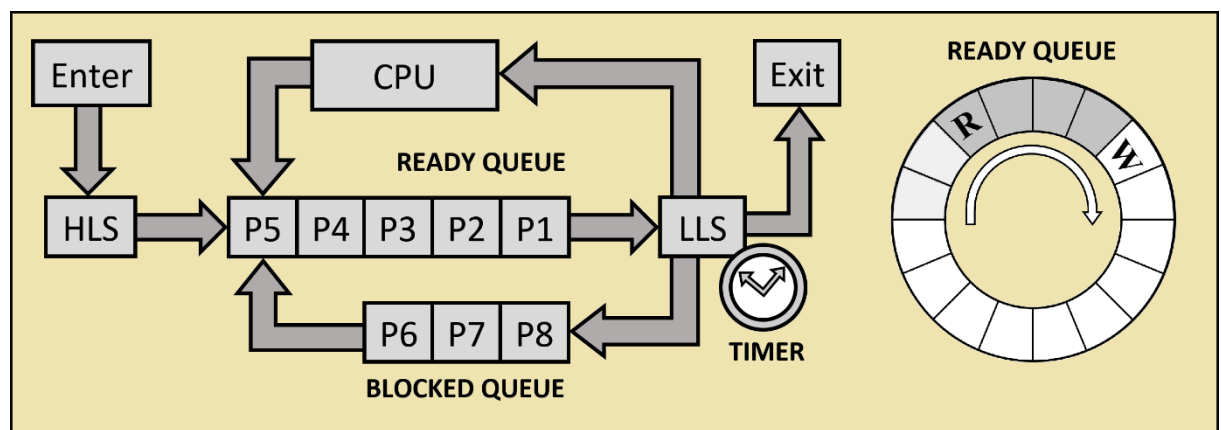 Enter
CPU
Exit
READY QUEUE
R
W
READY QUEUE
HLS
P5 P4 P3 P2 P1
LLS
P6 P7 P8
TIMER
BLOCKED QUEUE